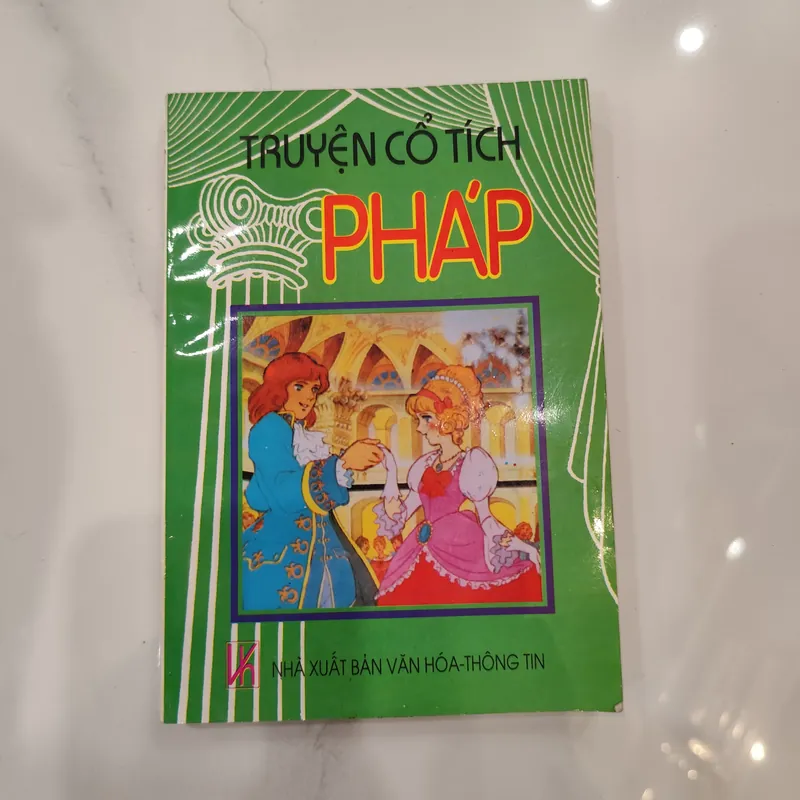 TRUYỆN CỔ TÍCH
PHÁP
NHÀ XUẤT BẢN VĂN HÓA-THÔNG TIN